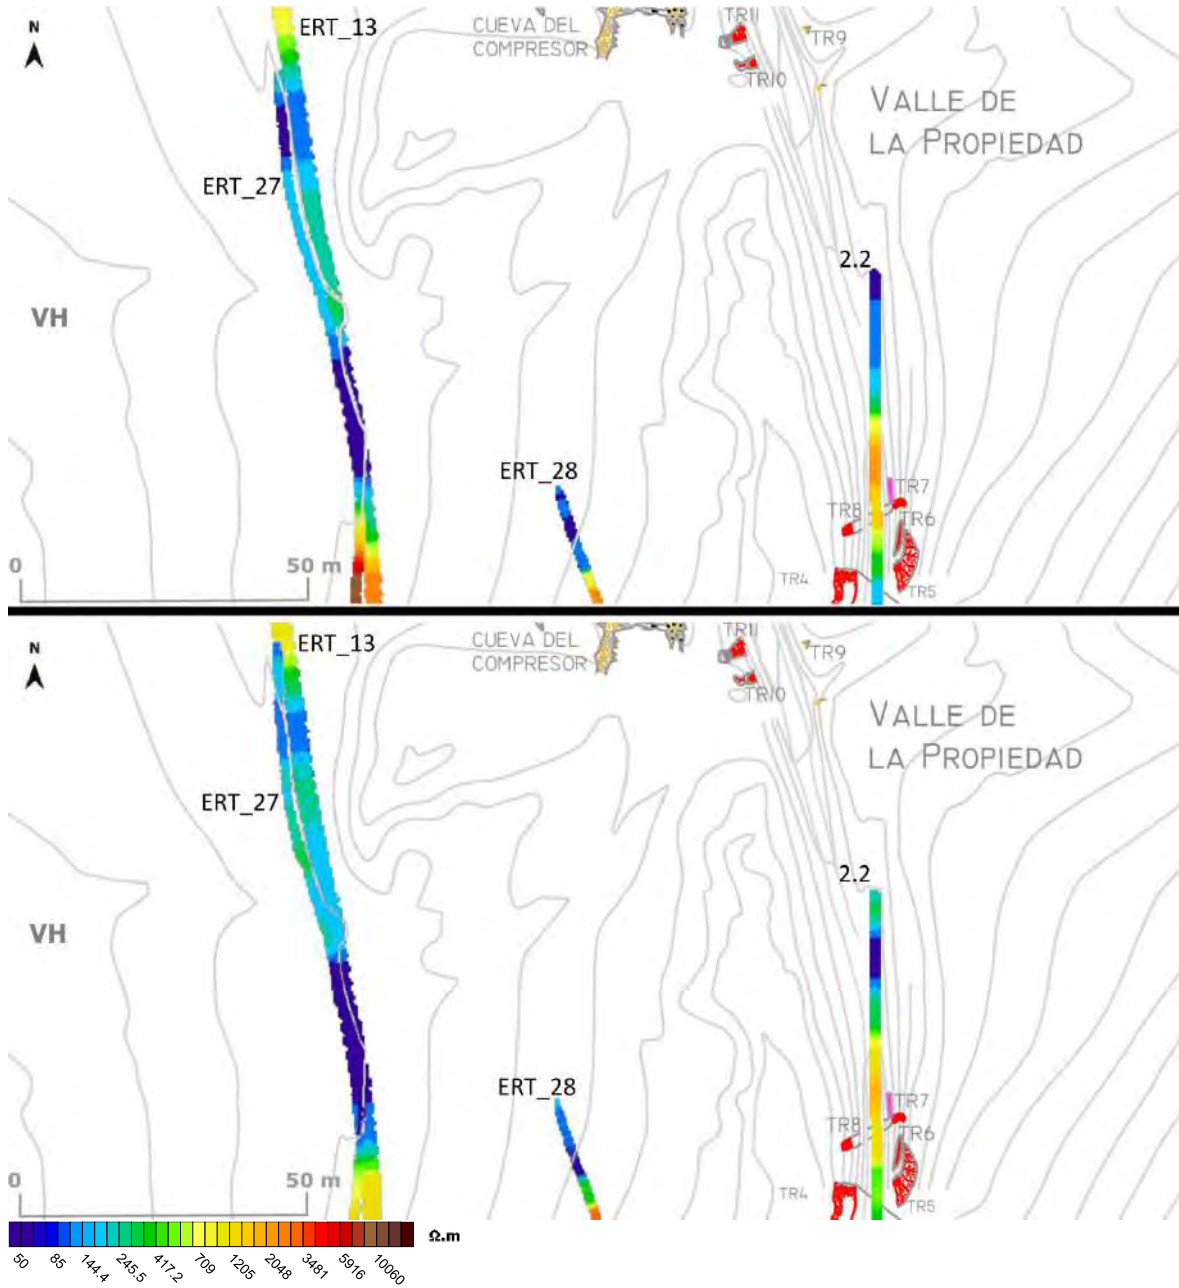 N
ERT_13
CUEVA DEL
COMPRESOR
TR11
TR10
TR9
VALLE DE
LA PROPIEDAD
ERT_27
2.2
VH
ERT_28
TR7
TR8
TR6
0
50 m
TR4
TR5
N
ERT_13
CUEVA DEL
COMPRESOR
TR11
TR10
TR9
VALLE DE
LA PROPIEDAD
ERT_27
2.2
VH
ERT_28
TR7
TR8
TR6
0
50 m
TR4
TR5
Ω.m
50 85 144.4 245.5 417.2 709 1205 2048 3481 5916 10060